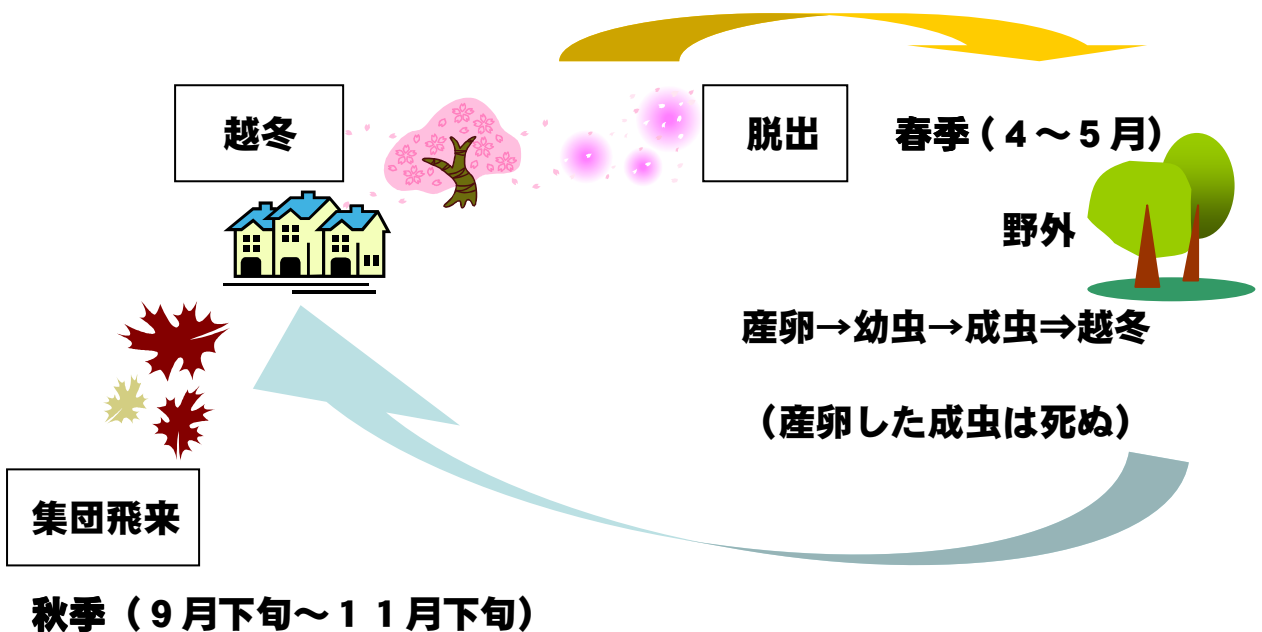 越冬
脱出
春季(4～5月)
野外
産卵→幼虫→成虫⇒越冬
（産卵した成虫は死ぬ）
集団飛来
秋季（9月下旬～11月下旬）